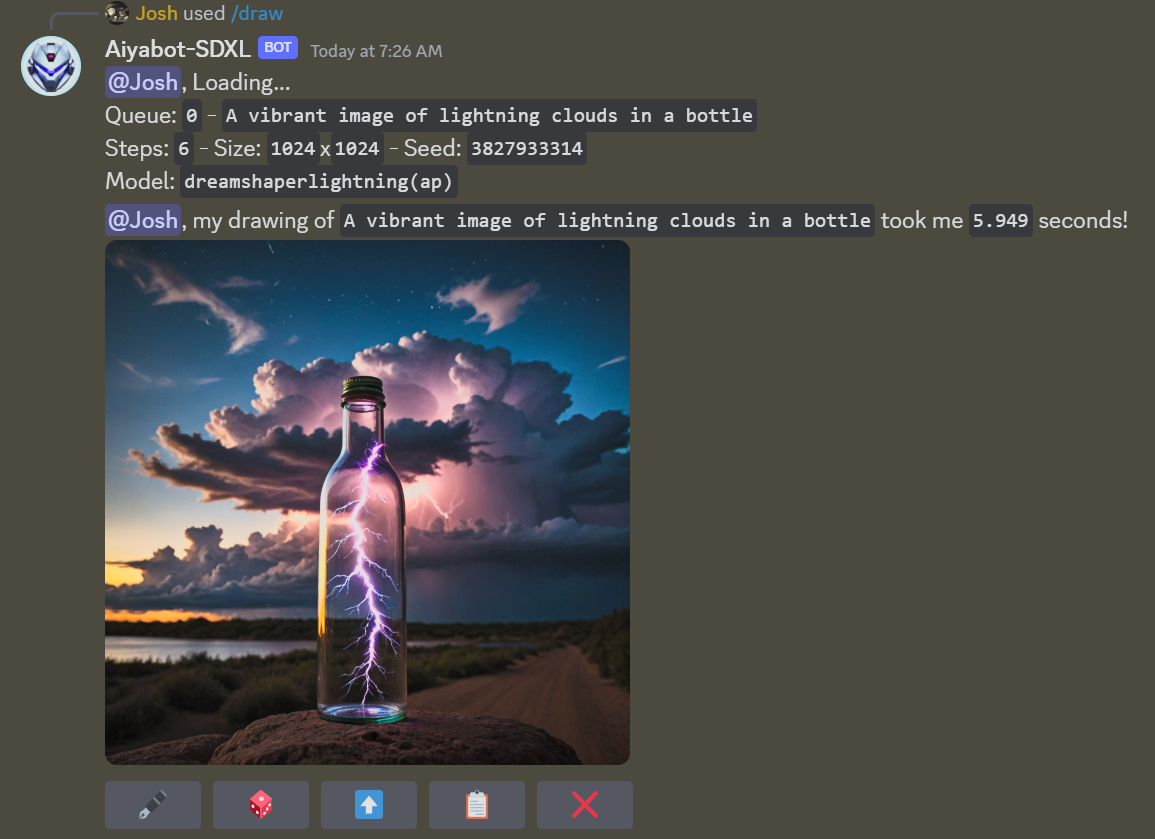 Josh used /draw
Aiyabot-SDXL BOT Today at 7:26 AM
@Josh, Loading...
Queue: 0 - A vibrant image of lightning clouds in a bottle
Steps: 6 - Size: 1024x1024 - Seed: 3827933314
Model: dreamshaperlightning(ap)
@Josh, my drawing of A vibrant image of lightning clouds in a bottle took me 5.949 seconds!